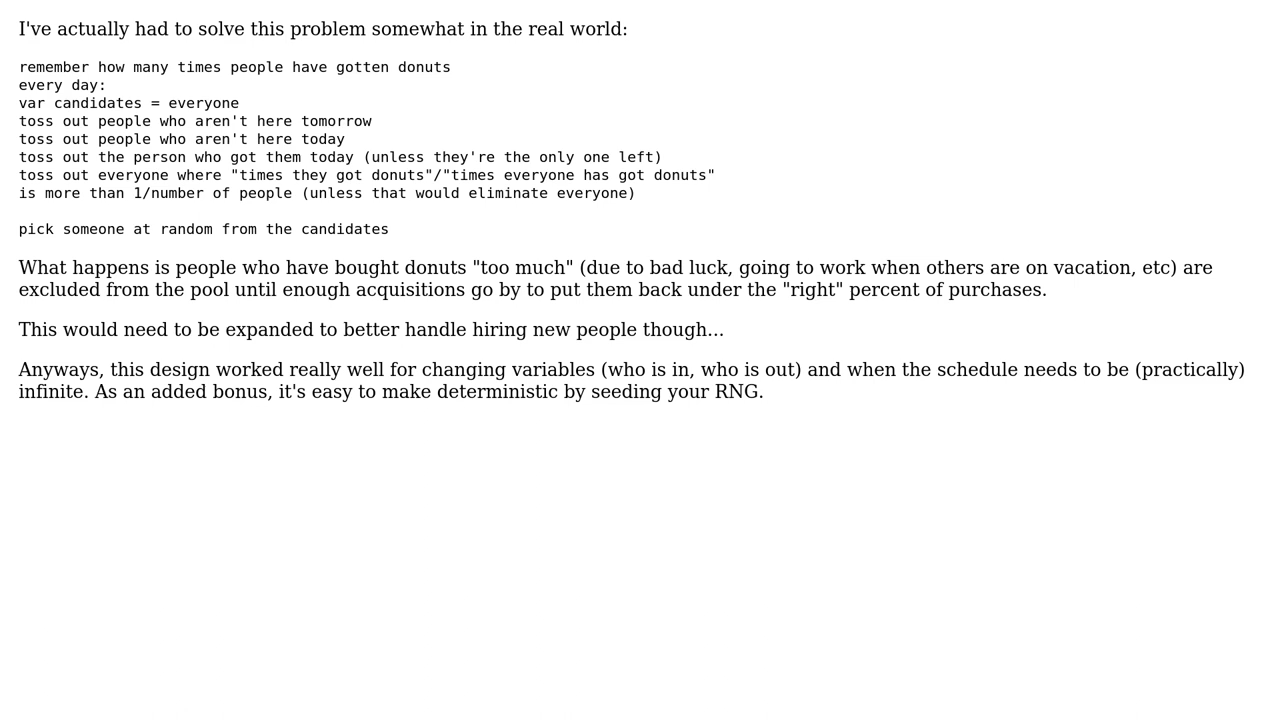 I've actually had to solve this problem somewhat in the real world:
remember how many times people have gotten donuts
every day:
var candidates = everyone
toss out people who aren't here tomorrow
toss out people who aren't here today
toss out the person who got them today (unless they're the only one left)
toss out everyone where "times they got donuts"/"times everyone has got donuts"
is more than 1/number of people (unless that would eliminate everyone)
pick someone at random from the candidates
What happens is people who have bought donuts "too much" (due to bad luck, going to work when others are on vacation, etc) are
excluded from the pool until enough acquisitions go by to put them back under the "right" percent of purchases.
This would need to be expanded to better handle hiring new people though...
Anyways, this design worked really well for changing variables (who is in, who is out) and when the schedule needs to be (practically)
infinite. As an added bonus, it's easy to make deterministic by seeding your RNG.